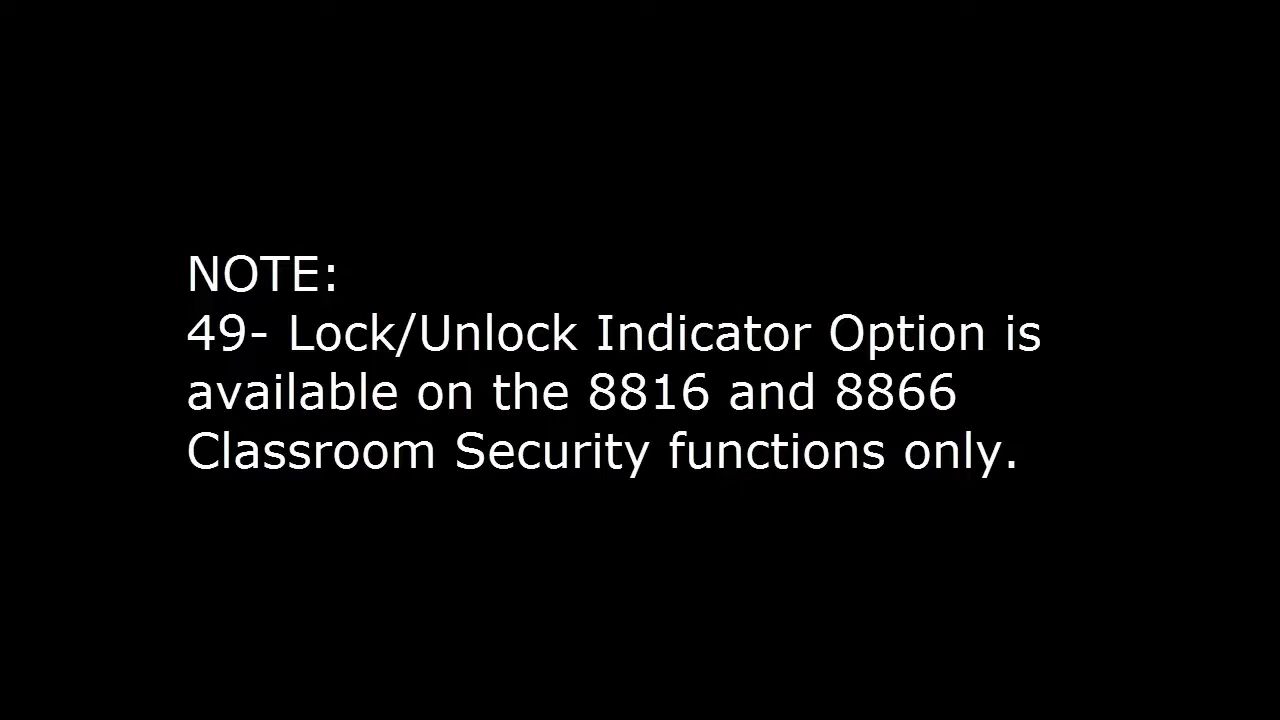 NOTE:
49- Lock/Unlock Indicator Option is
available on the 8816 and 8866
Classroom Security functions only.